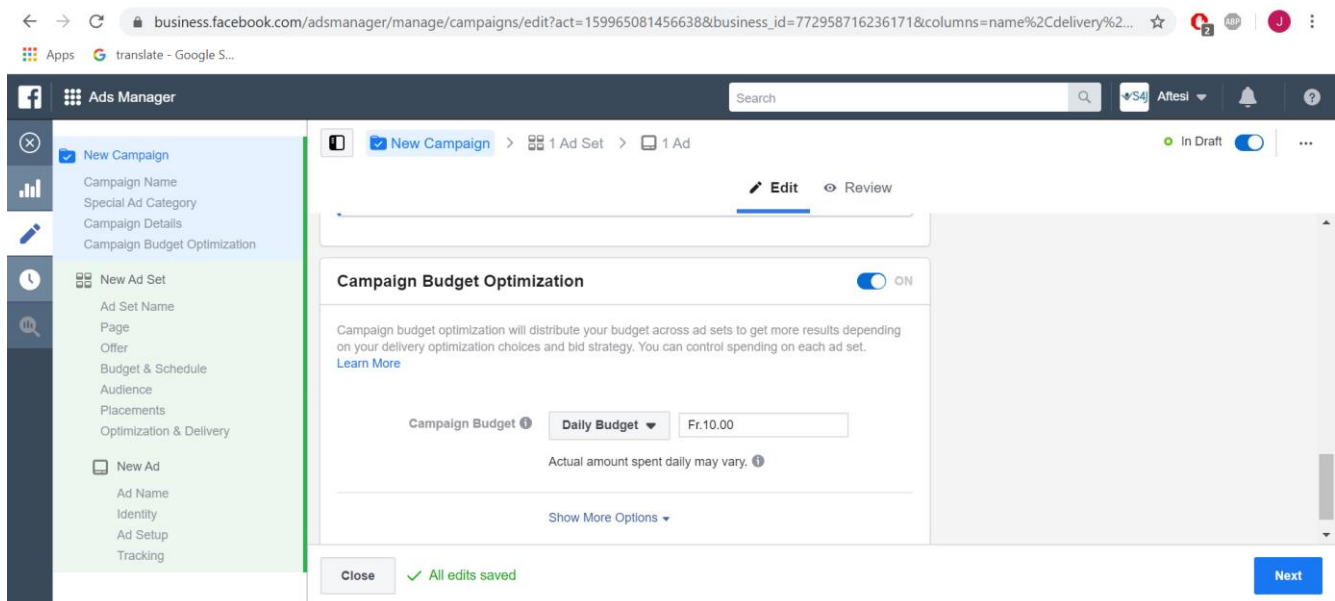 business.facebook.com/adsmanager/manage/campaigns/edit?act=159965081456638&business_id=772958716236171&columns=name%2Cdelivery%2...
2
ABP
J
Apps
translate - Google S...
Ads Manager
Search
S4J
Aftesi
New Campaign
Campaign Name
Special Ad Category
Campaign Details
Campaign Budget Optimization
New Ad Set
Ad Set Name
Page
Offer
Budget & Schedule
Audience
Placements
Optimization & Delivery
New Ad
Ad Name
Identity
Ad Setup
Tracking
New Campaign > 1 Ad Set > 1 Ad
In Draft
Edit
Review
Campaign Budget Optimization
ON
Campaign budget optimization will distribute your budget across ad sets to get more results depending
on your delivery optimization choices and bid strategy. You can control spending on each ad set.
Learn More
Campaign Budget
Daily Budget
Fr.10.00
Actual amount spent daily may vary.
Show More Options
Close
All edits saved
Next